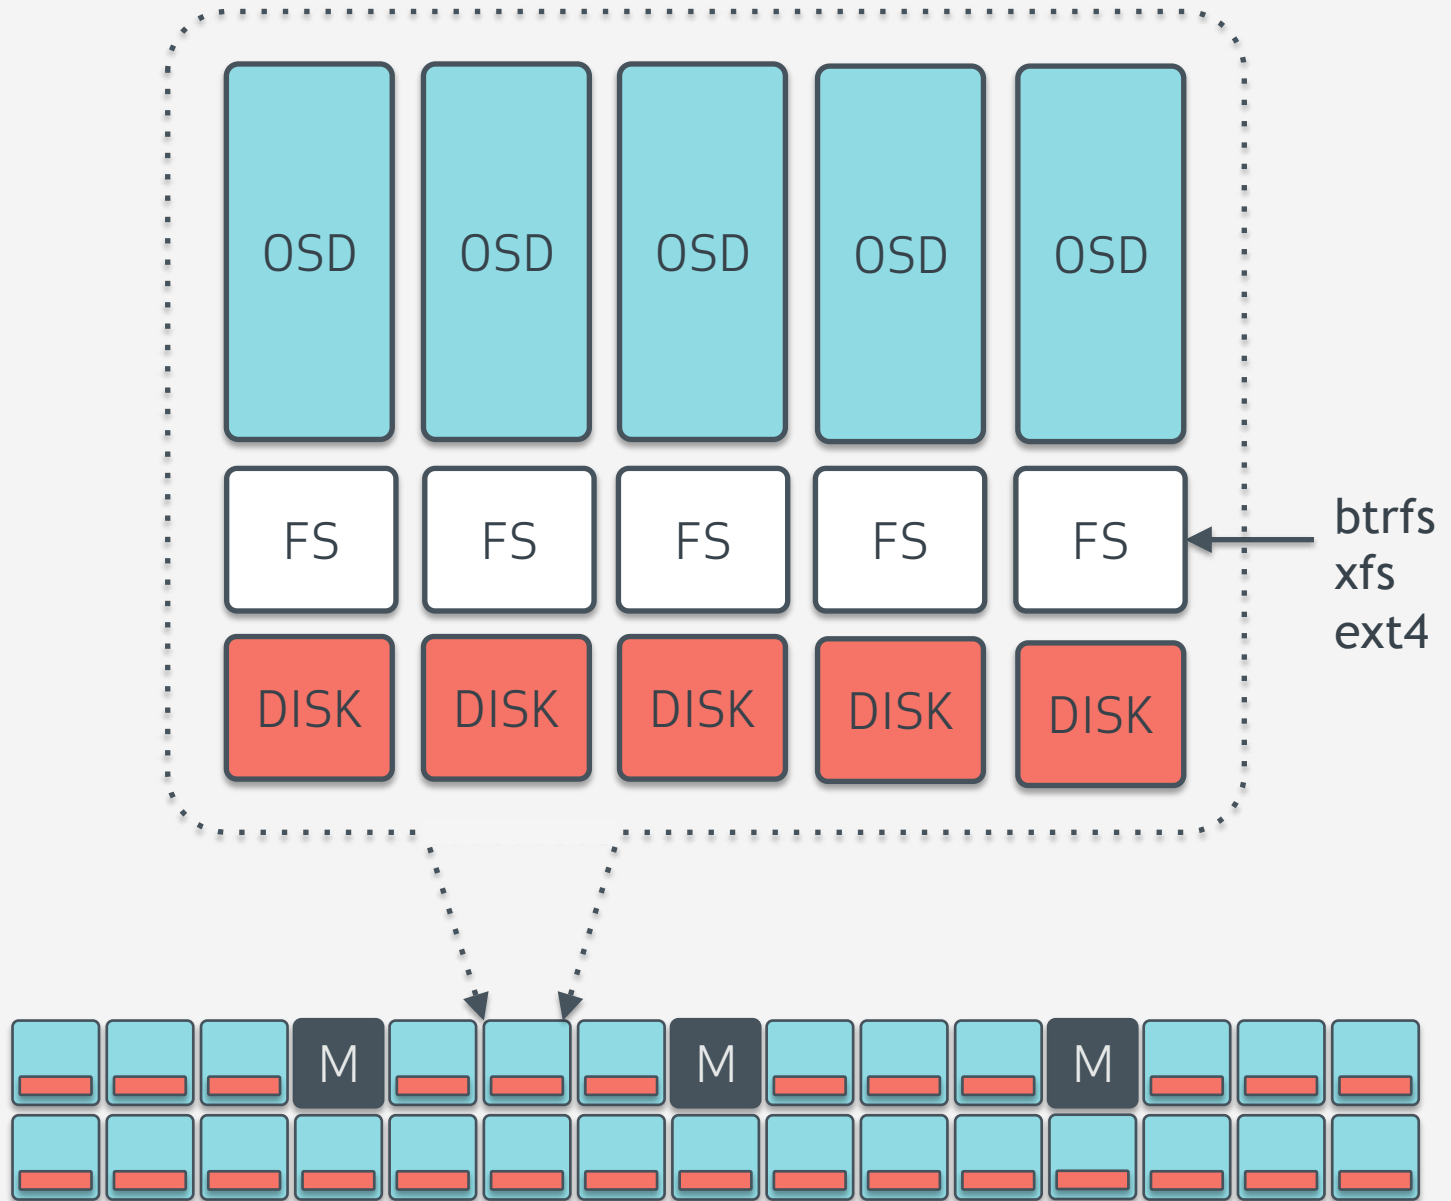 OSD OSD OSD OSD OSD
FS FS FS FS FS
btrfs
xfs
ext4
DISK DISK DISK DISK DISK
M M M